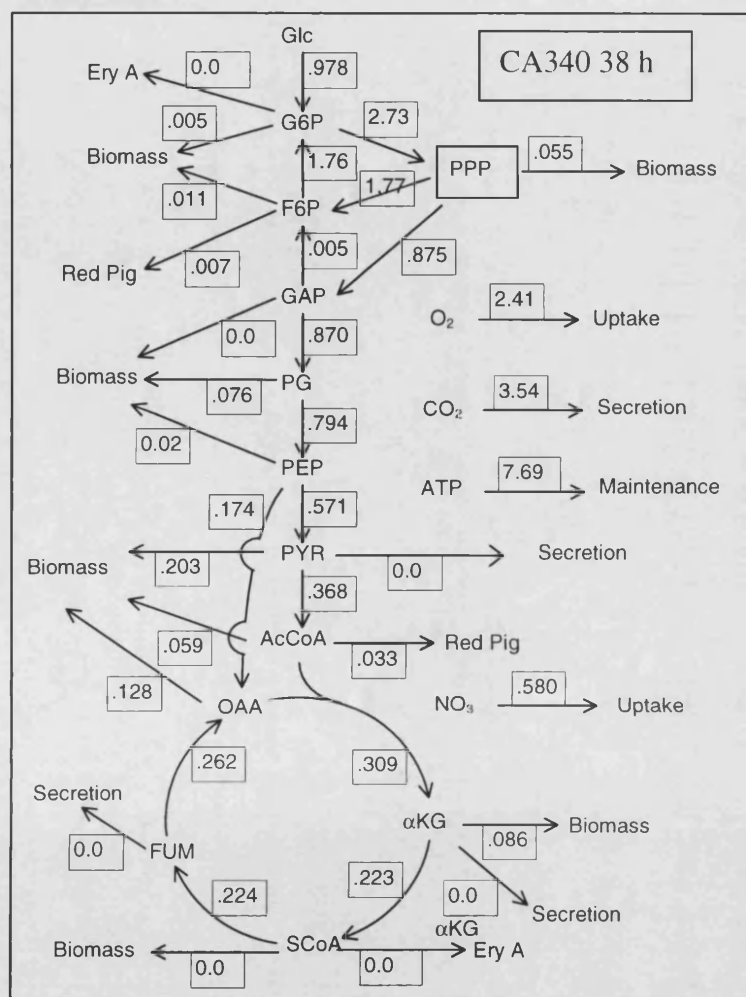 Glc
CA340 38 h
Ery A
0.0
.978
.005
G6P
2.73
Biomass
1.76
PPP
.055
Biomass
.011
F6P
1.77
Red Pig
.007
.005
.875
GAP
O₂
2.41
Uptake
0.0
.870
Biomass
.076
PG
CO₂
3.54
Secretion
0.02
.794
PEP
ATP
7.69
Maintenance
.174
.571
Biomass
.203
PYR
0.0
Secretion
.368
.059
AcCoA
.033
Red Pig
.128
OAA
NO₃
.580
Uptake
.262
.309
Secretion
0.0
FUM
αKG
.086
Biomass
.224
.223
0.0
Secretion
αKG
Biomass
0.0
SCoA
0.0
Ery A